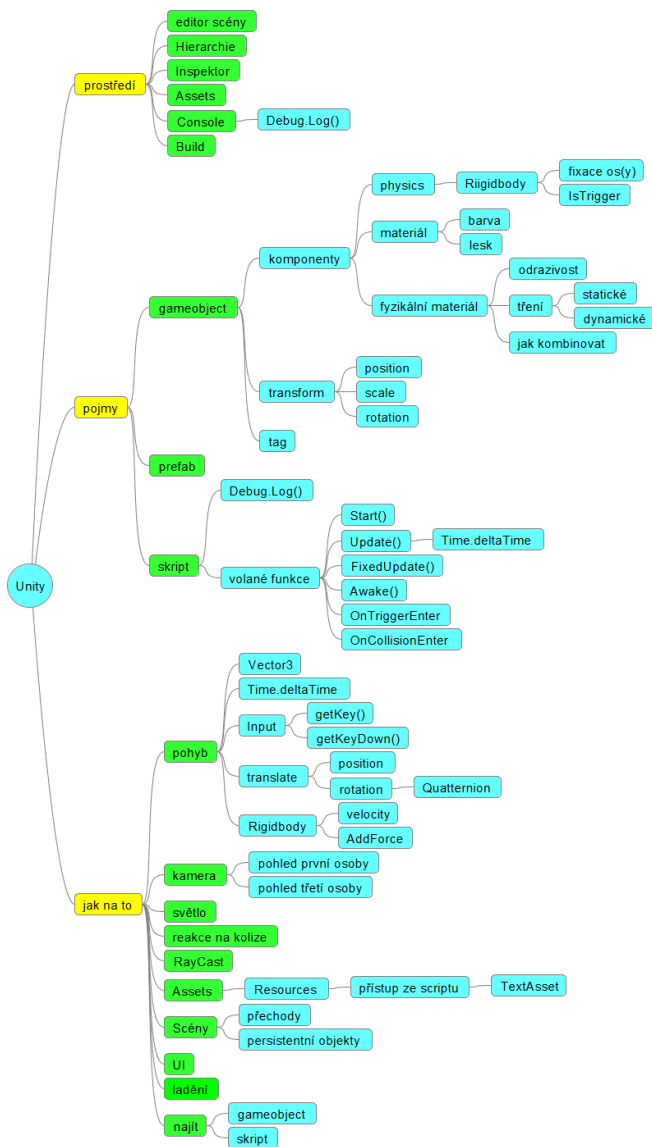 Unity
prostředí
editor scény
Hierarchie
Inspektor
Assets
Console
Debug.Log()
Build
pojmy
gameobject
komponenty
physics
Riigidbody
fixace os(y)
IsTrigger
materiál
barva
lesk
fyzikální materiál
odrazivost
tření
statické
dynamické
jak kombinovat
transform
position
scale
rotation
tag
prefab
skript
Debug.Log()
volané funkce
Start()
Update()
Time.deltaTime
FixedUpdate()
Awake()
OnTriggerEnter
OnCollisionEnter
jak na to
pohyb
Vector3
Time.deltaTime
Input
getKey()
getKeyDown()
translate
position
rotation
Quatternion
Rigidbody
velocity
AddForce
kamera
pohled první osoby
pohled třetí osoby
světlo
reakce na kolize
RayCast
Assets
Resources
přístup ze scriptu
TextAsset
Scény
přechody
persistentní objekty
UI
ladění
najít
gameobject
skript